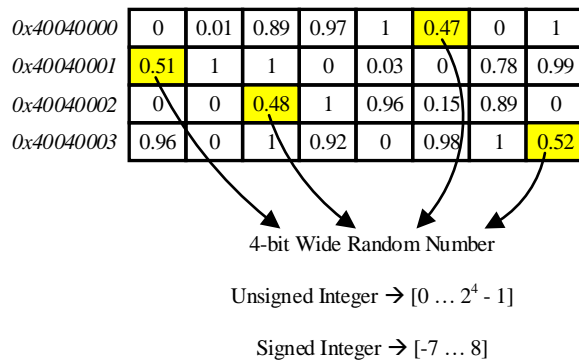 0x40040000 0 0.01 0.89 0.97 1 0.47 0 1
0x40040001 0.51 1 1 0 0.03 0 0.78 0.99
0x40040002 0 0 0.48 1 0.96 0.15 0.89 0
0x40040003 0.96 0 1 0.92 0 0.98 1 0.52
4-bit Wide Random Number
Unsigned Integer → [0 … 2⁴ - 1]
Signed Integer → [-7 … 8]